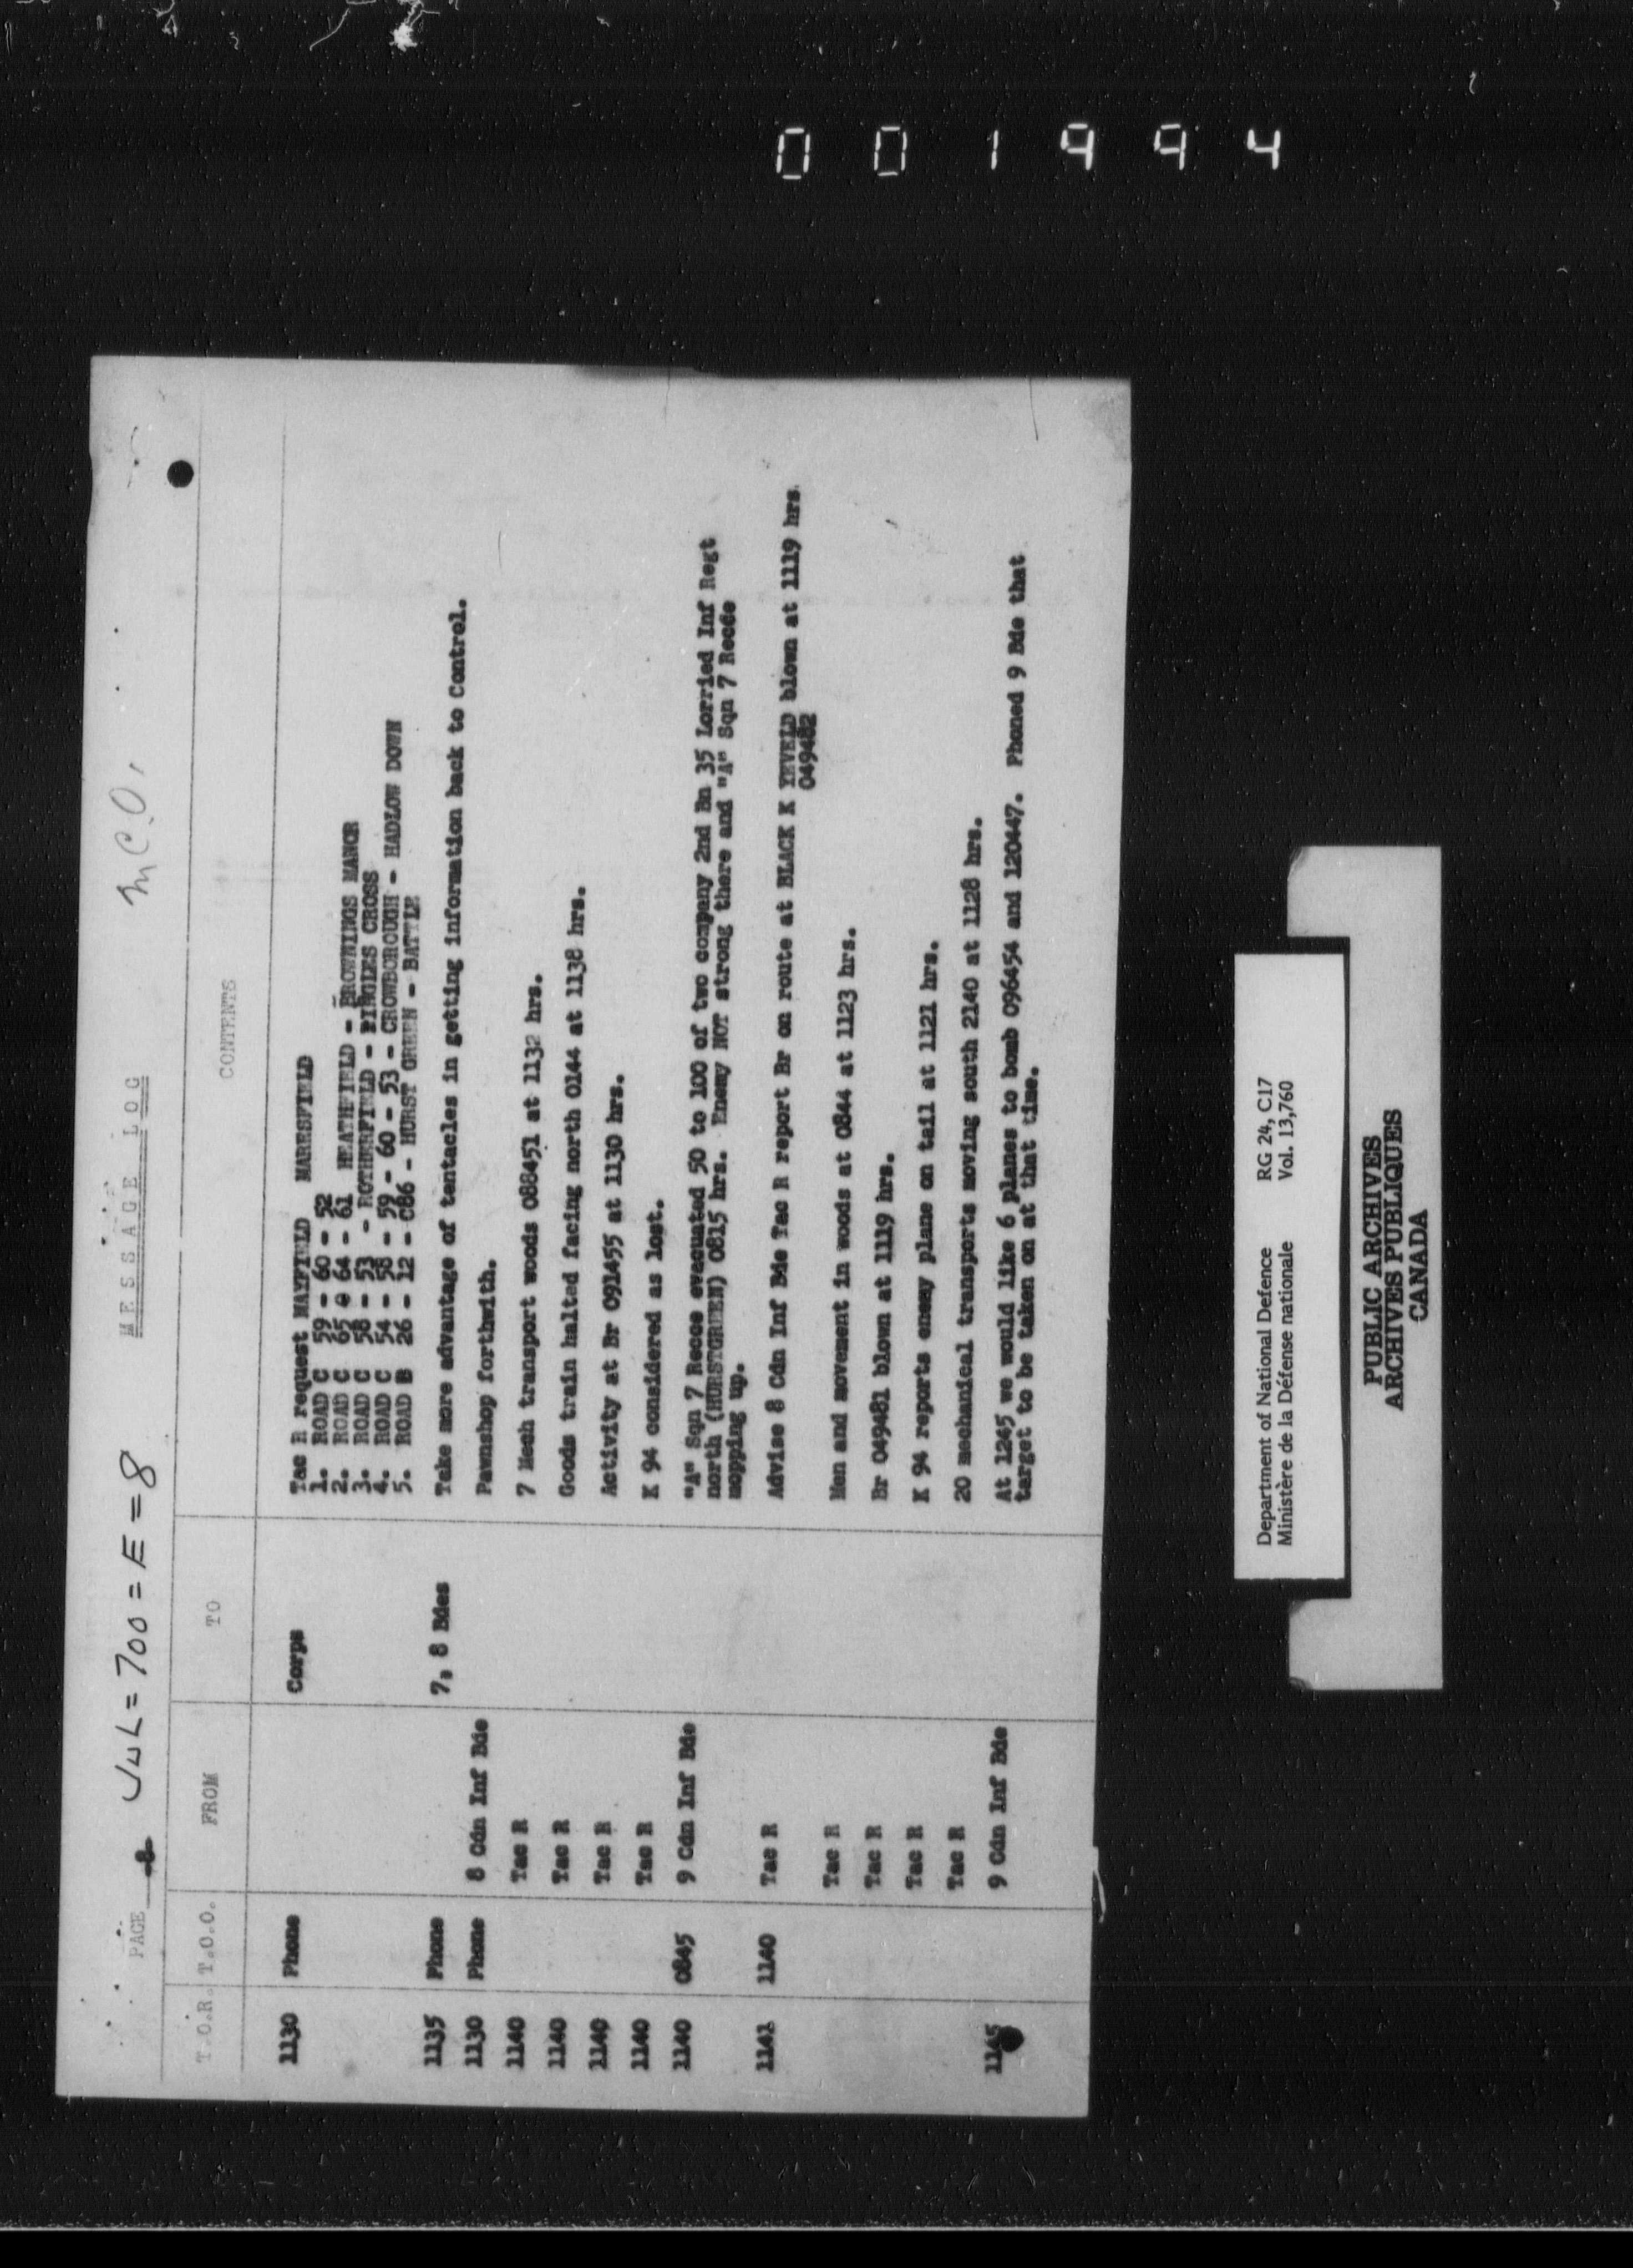 001994
PAGE 8 JUL=700=E=8 M.C.O.
MESSAGE LOG
T.O.R. T.O.O. FROM TO CONTENTS
1130 Phone Corps Tac R request MAYFIELD MARESFIELD
1. ROAD C 59 - 60 - 52
2. ROAD C 65 - 64 - 61 HEATHFIELD - BROWNINGS MANOR
3. ROAD C 58 - 53 - ROTHERFIELD - PINGLES CROSS
4. ROAD C 54 - 58 - 59 - 60 - 53 - CROWBOROUGH - HADLOW DOWN
5. ROAD B 26 - 12 - C86 - HURST GREEN - BATTLE
1135 Phone 7, 8 Bdes Take more advantage of tentacles in getting information back to Control.
1130 Phone 8 Cdn Inf Bde Pawnshop forthwith.
1140 Tac R 7 Mech transport woods 088451 at 1132 hrs.
1140 Tac R Goods train halted facing north 0144 at 1138 hrs.
1140 Tac R Activity at Br 091455 at 1130 hrs.
1140 Tac R K 94 considered as lost.
1140 0845 9 Cdn Inf Bde "A" Sqn 7 Recce evacuated 50 to 100 of two company 2nd Bn 35 Lorried Inf Regt
north (HURSTGREEN) 0815 hrs. Enemy NOT strong there and "A" Sqn 7 Recce
mopping up.
1141 1140 Tac R Advise 8 Cdn Inf Bde Tac R report Br on route at BLACK K YEVELD blown at 1119 hrs.
049482
Tac R Men and movement in woods at 0844 at 1123 hrs.
Tac R Br 049481 blown at 1119 hrs.
Tac R K 94 reports enemy plane on tail at 1121 hrs.
Tac R 20 mechanical transports moving south 2140 at 1128 hrs.
1145 9 Cdn Inf Bde At 1245 we would like 6 planes to bomb 096454 and 120447. Phoned 9 Bde that
target to be taken on at that time.
Department of National Defence RG 24, C17
Ministère de la Défense nationale Vol. 13,760
PUBLIC ARCHIVES
ARCHIVES PUBLIQUES
CANADA